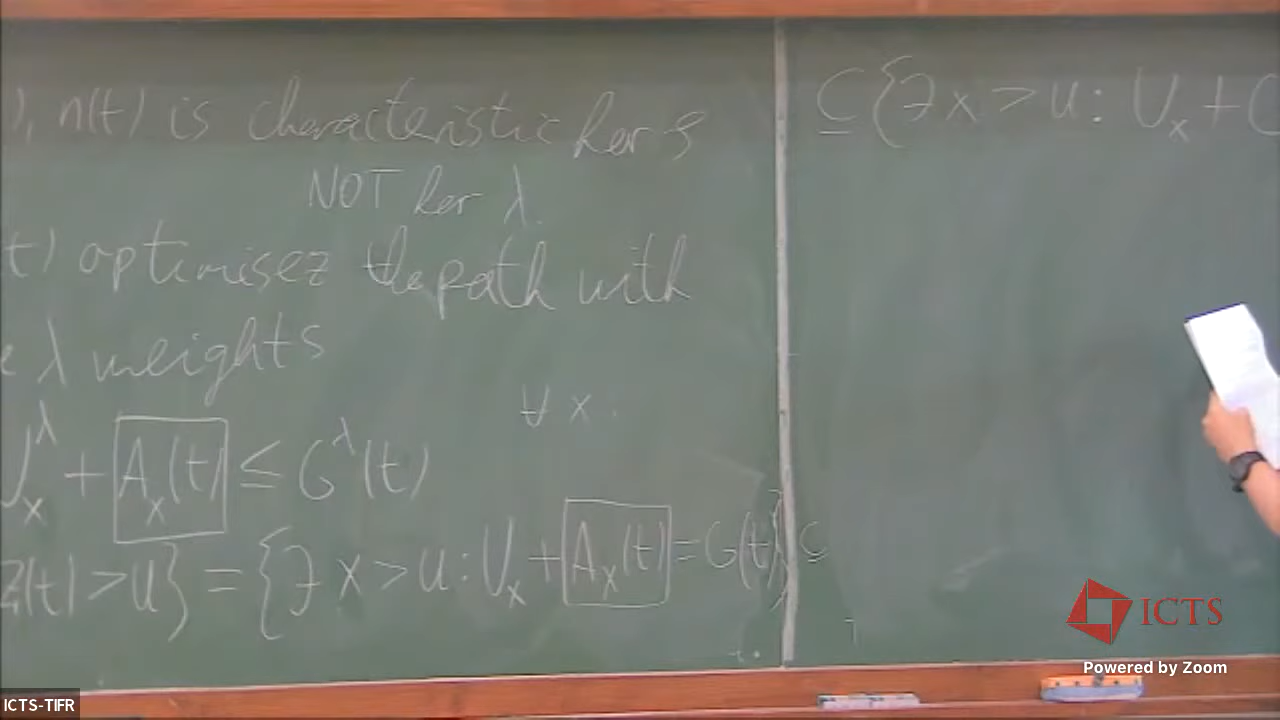 ), n(t) is characteristic for ξ
NOT for λ.
t) optimises the path with
e λ weights
∀ x.
U_x^λ + A_x(t) ≤ G^λ(t)
Z(t) > u} = {∃ x > u : U_x + A_x(t) = G(t)} ⊆
⊆ {∃ x > u : U_x + G
ICTS
Powered by Zoom
ICTS-TIFR